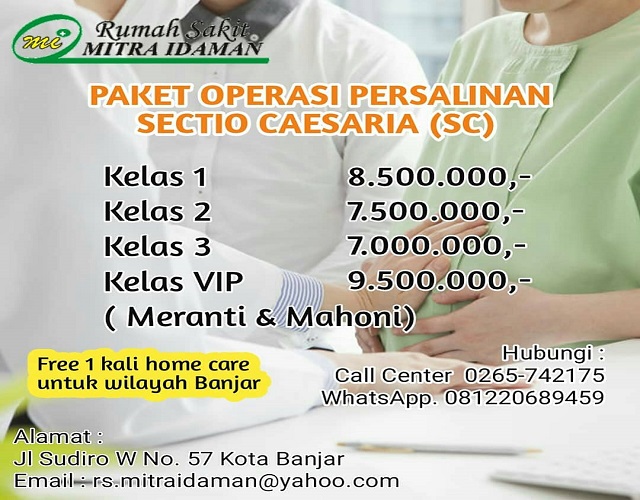 mi
Rumah Sakit
MITRA IDAMAN
PAKET OPERASI PERSALINAN
SECTIO CAESARIA (SC)
Kelas 1 8.500.000,-
Kelas 2 7.500.000,-
Kelas 3 7.000.000,-
Kelas VIP 9.500.000,-
( Meranti & Mahoni)
Free 1 kali home care
untuk wilayah Banjar
Hubungi :
Call Center 0265-742175
WhatsApp. 081220689459
Alamat :
Jl Sudiro W No. 57 Kota Banjar
Email : rs.mitraidaman@yahoo.com